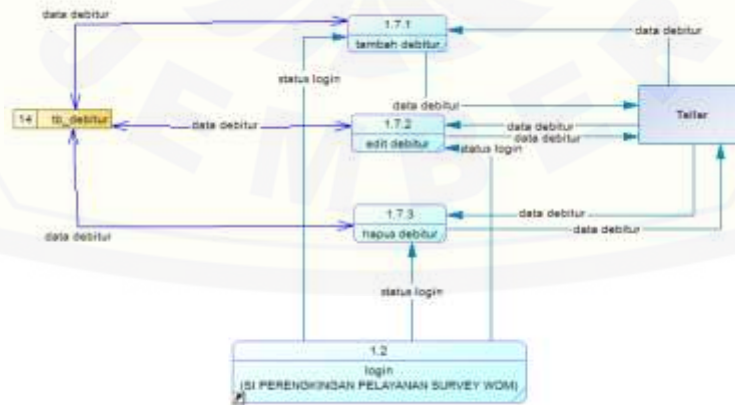 data debitur
1.7.1
tambah debitur
data debitur
status login
data debitur
14 tb_debitur
data debitur
1.7.2
edit debitur
data debitur
data debitur
status login
Teller
1.7.3
hapus debitur
data debitur
data debitur
data debitur
status login
1.2
login
(SI PERENGKINGAN PELAYANAN SURVEY WOM)
JEMBER